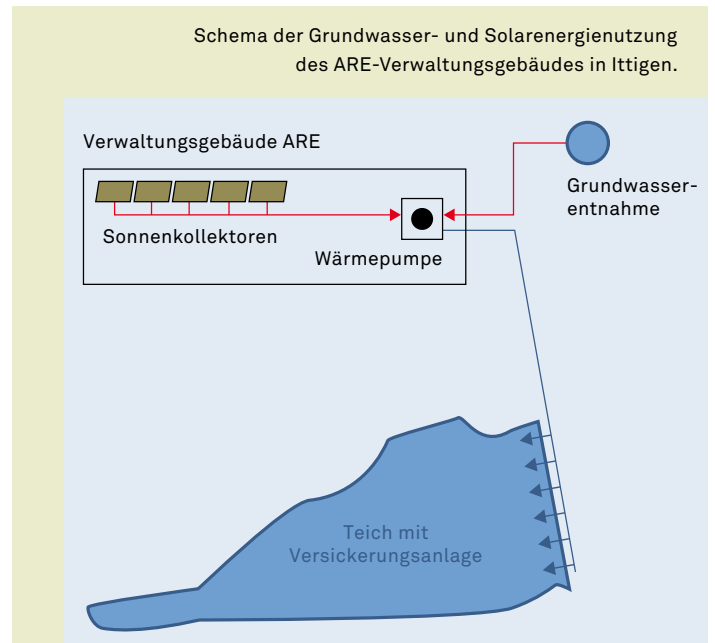 Schema der Grundwasser- und Solarenergienutzung
des ARE-Verwaltungsgebäudes in Ittigen.
Verwaltungsgebäude ARE
Grundwasser-
entnahme
Sonnenkollektoren
Wärmepumpe
Teich mit
Versickerungsanlage